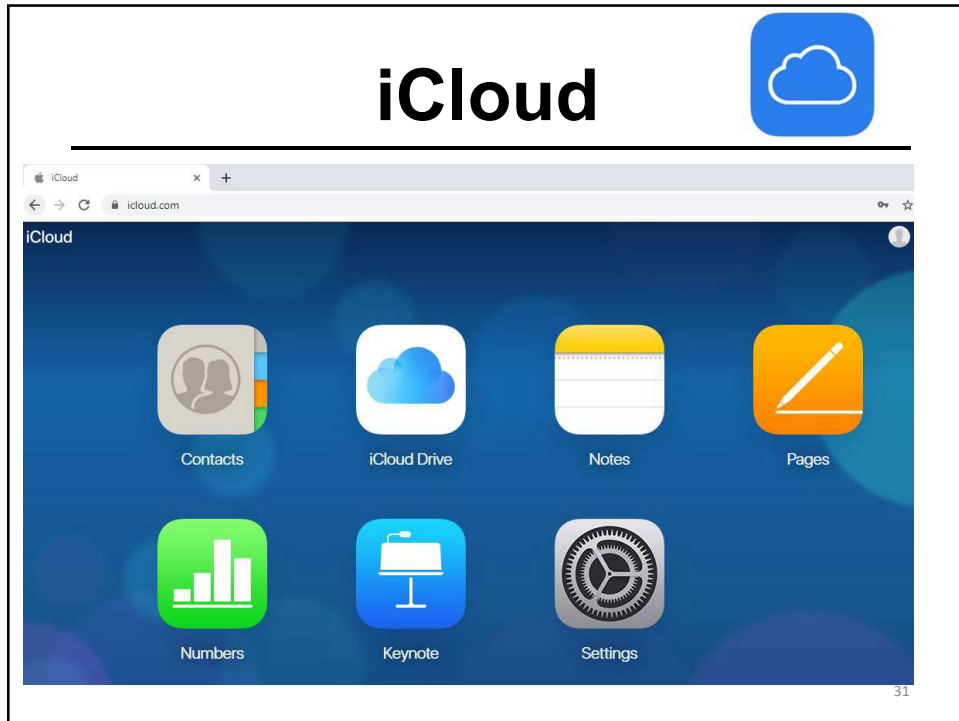 iCloud
iCloud
icloud.com
iCloud
Contacts iCloud Drive Notes Pages
Numbers Keynote Settings
31